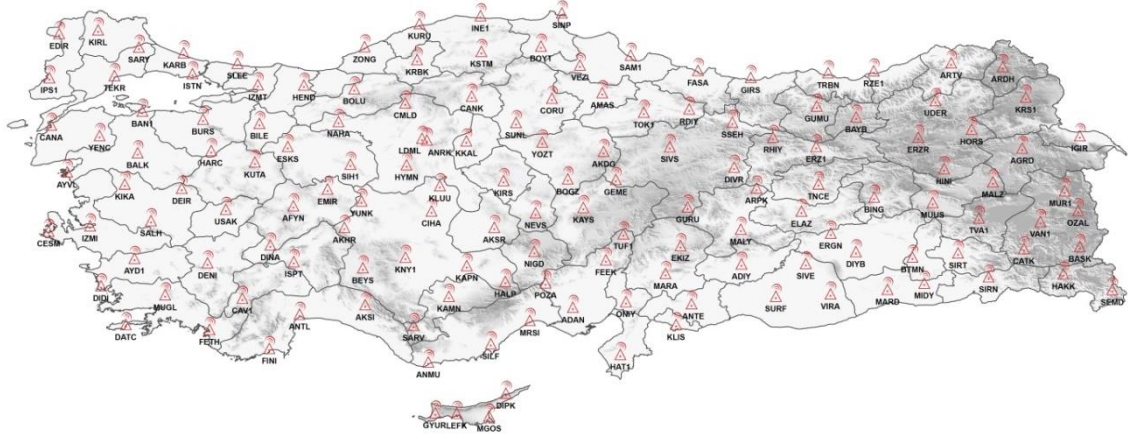 SINP
INE1
KURU
EDIR
KIRL
SARY
KARB
SLEE
ZONG
KRBK
KSTM
BOY1
VEZI
SAM1
FASA
GIRS
TRBN
RZE1
ARTV
ARDH
IPS1
TEKR
ISTN
IZMT
HEND
BOLU
CMLD
CANK
CORU
AMAS
TOK1
RDIY
SSEH
GUMU
BAYB
UDER
KRS1
CANA
YENC
BAN1
BURS
BILE
NAHA
SUNL
LDML
ANRK
KKAL
YOZT
AKDG
SIVS
RHIY
ERZ1
ERZR
HORS
IGIR
AGRD
AYVL
BALK
HARC
KUTA
ESKS
SIH1
HYMN
KLUU
KIRS
BOGZ
GEME
DIVR
ARPK
TNCE
BING
HINI
MALZ
MUR1
KIKA
DEIR
USAK
AFYN
EMIR
YUNK
CIHA
NEVS
KAYS
GURU
ELAZ
MUUS
TVA1
VAN1
OZAL
CESM
IZMI
SALH
AKHR
AKSR
TUF1
MALY
ERGN
AYD1
DENI
DINA
ISPT
BEYS
KNY1
KAPN
NIGD
FEEK
EKIZ
ADIY
SIVE
DIYB
BTMN
SIRT
CATK
BASK
DIDI
MUGL
CAV1
AKSI
KAMN
HALP
POZA
MARA
SURF
VIRA
MARD
MIDY
SIRN
HAKK
SEMD
DATC
FETH
ANTL
SARV
MRSI
ADAN
ONIY
ANTE
KLIS
FINI
ANMU
SILF
HAT1
DIPK
GYUR
LEFK
MGOS